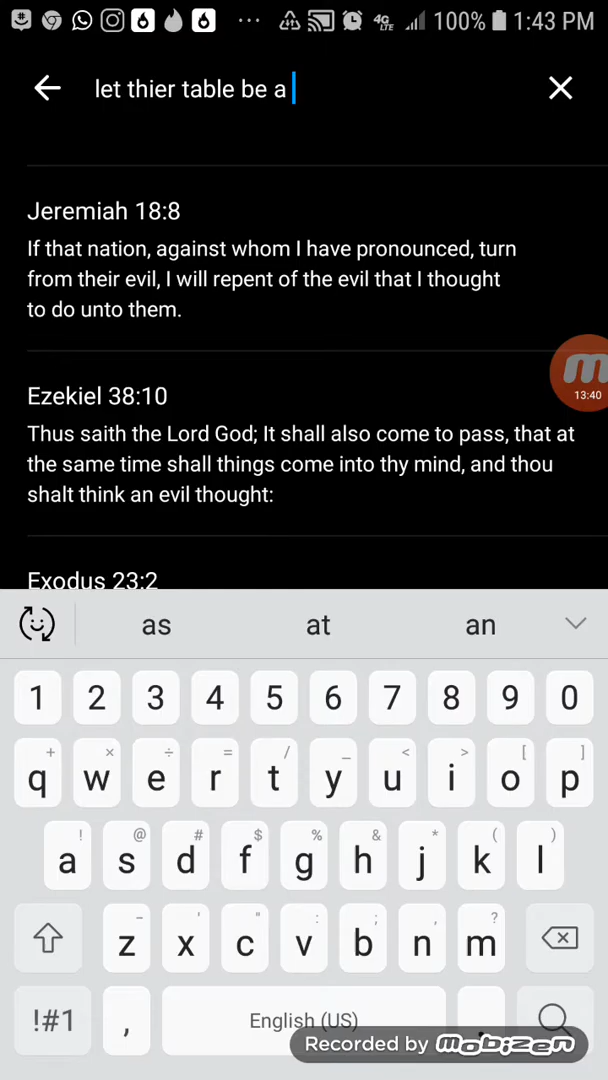 4G LTE 100% 1:43 PM
let thier table be a
Jeremiah 18:8
If that nation, against whom I have pronounced, turn
from their evil, I will repent of the evil that I thought
to do unto them.
13:40
Ezekiel 38:10
Thus saith the Lord God; It shall also come to pass, that at
the same time shall things come into thy mind, and thou
shalt think an evil thought:
Exodus 23:2
as at an
1 2 3 4 5 6 7 8 9 0
+ × ÷ = / _ < > [ ]
q w e r t y u i o p
! @ # $ % & * ( )
a s d f g h j k l
- ' " : ; , ?
z x c v b n m
!#1 , English (US) .
Recorded by mobizen